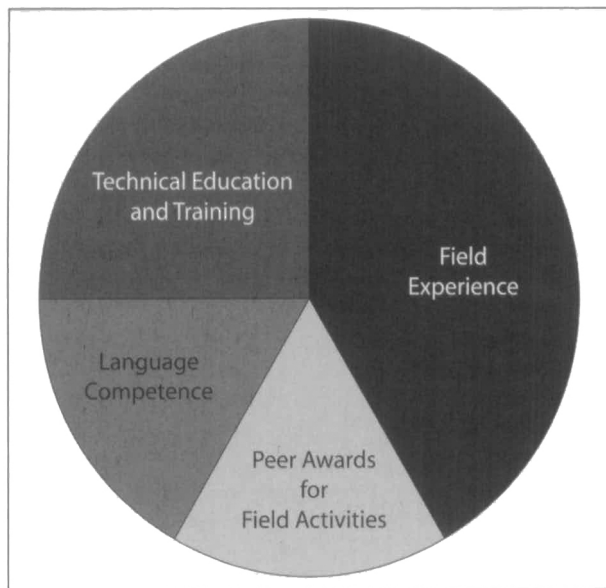 Technical Education
and Training
Field
Experience
Language
Competence
Peer Awards
for
Field Activities